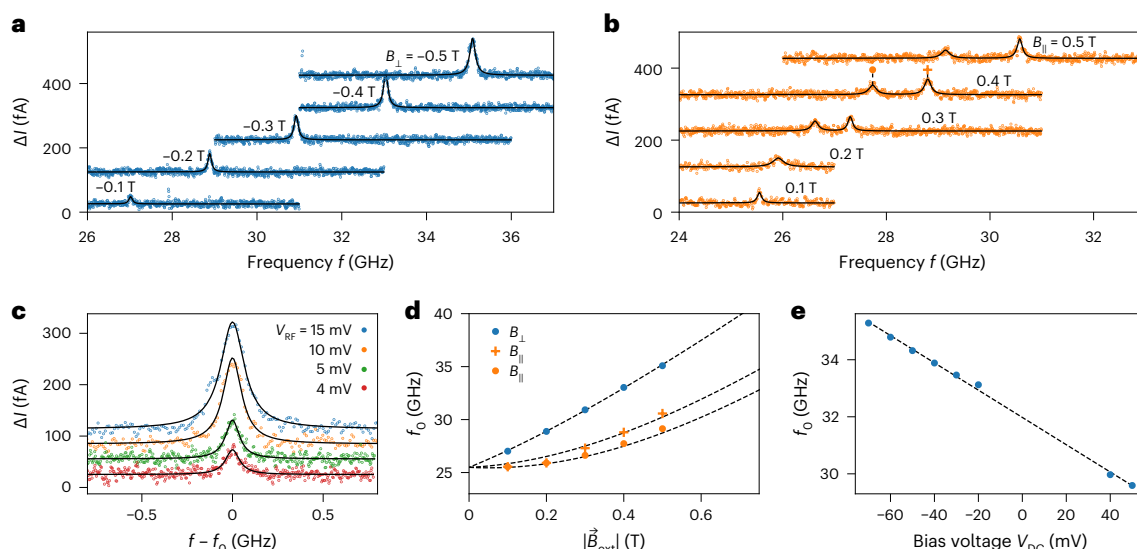 a
ΔI (fA)
400
200
0
B⊥ = −0.5 T
−0.4 T
−0.3 T
−0.2 T
−0.1 T
26 28 30 32 34 36
Frequency f (GHz)
b
ΔI (fA)
400
200
0
B|| = 0.5 T
0.4 T
0.3 T
0.2 T
0.1 T
24 26 28 30 32
Frequency f (GHz)
c
ΔI (fA)
300
200
100
0
VRF = 15 mV
10 mV
5 mV
4 mV
−0.5 0 0.5
f − f0 (GHz)
d
f0 (GHz)
40
35
30
25
B⊥
B||
B||
0 0.2 0.4 0.6
|B⃗ext| (T)
e
f0 (GHz)
34
32
30
−60 −40 −20 0 20 40
Bias voltage VDC (mV)